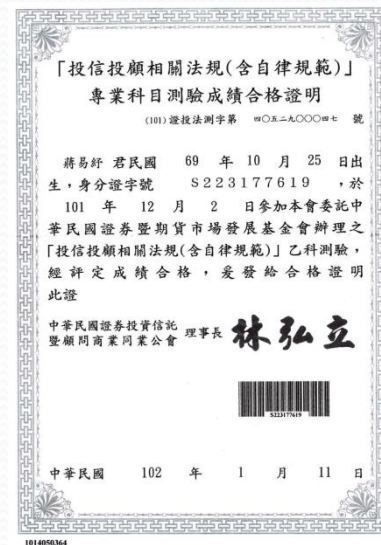 「投信投顧相關法規(含自律規範)」
專業科目測驗成績合格證明
(101) 證投法測字第 四〇五二九〇〇〇四七 號
蔣易紓 君民國 69 年 10 月 25 日出
生，身分證字號 S223177619 ，於
101 年 12 月 2 日參加本會委託中
華民國證券暨期貨市場發展基金會辦理之
「投信投顧相關法規(含自律規範)」乙科測驗，
經評定成績合格，爰發給合格證明
此證
中華民國證券投資信託
暨顧問商業同業公會 理事長 林弘立
S223177619
中華民國 102 年 1 月 11 日
1014050364